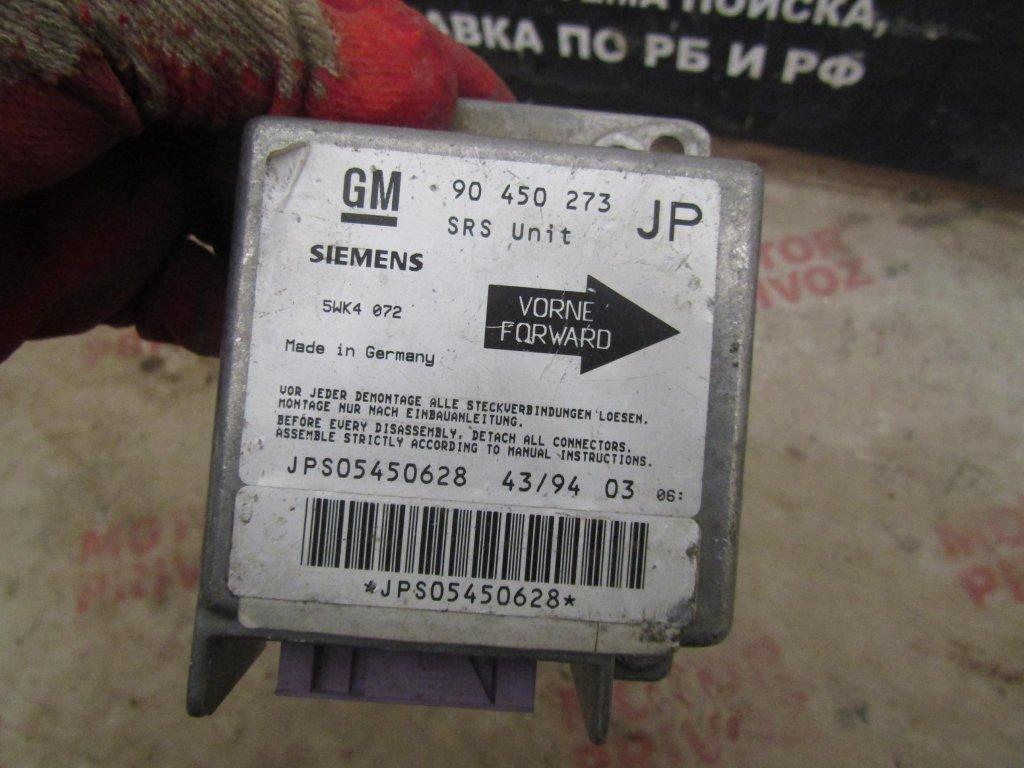 ПОИСКА,
АВКА ПО РБ И РФ
GM
90 450 273
JP
SRS Unit
SIEMENS
5WK4 072
VORNE
FORWARD
Made in Germany
VOR JEDER DEMONTAGE ALLE STECKVERBINDUNGEN LOESEN.
MONTAGE NUR NACH EINBAUANLEITUNG.
BEFORE EVERY DISASSEMBLY, DETACH ALL CONNECTORS.
ASSEMBLE STRICTLY ACCORDING TO MANUAL INSTRUCTIONS.
JPS05450628 43/94 03 06:
*JPS05450628*